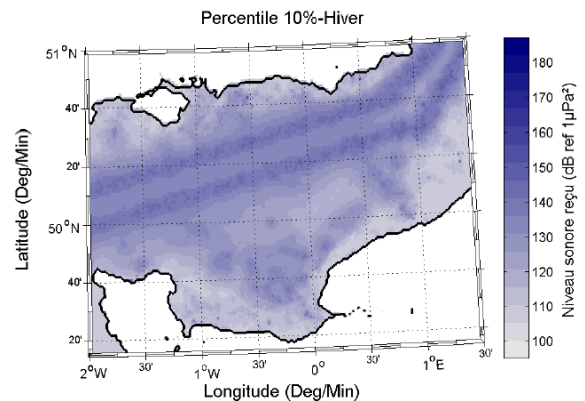 Percentile 10%-Hiver
51°N
40'
20'
50°N
40'
20'
Latitude (Deg/Min)
2°W
30'
1°W
30'
0°
30'
1°E
30'
Longitude (Deg/Min)
180
170
160
150
140
130
120
110
100
Niveau sonore reçu (dB ref 1µPa²)